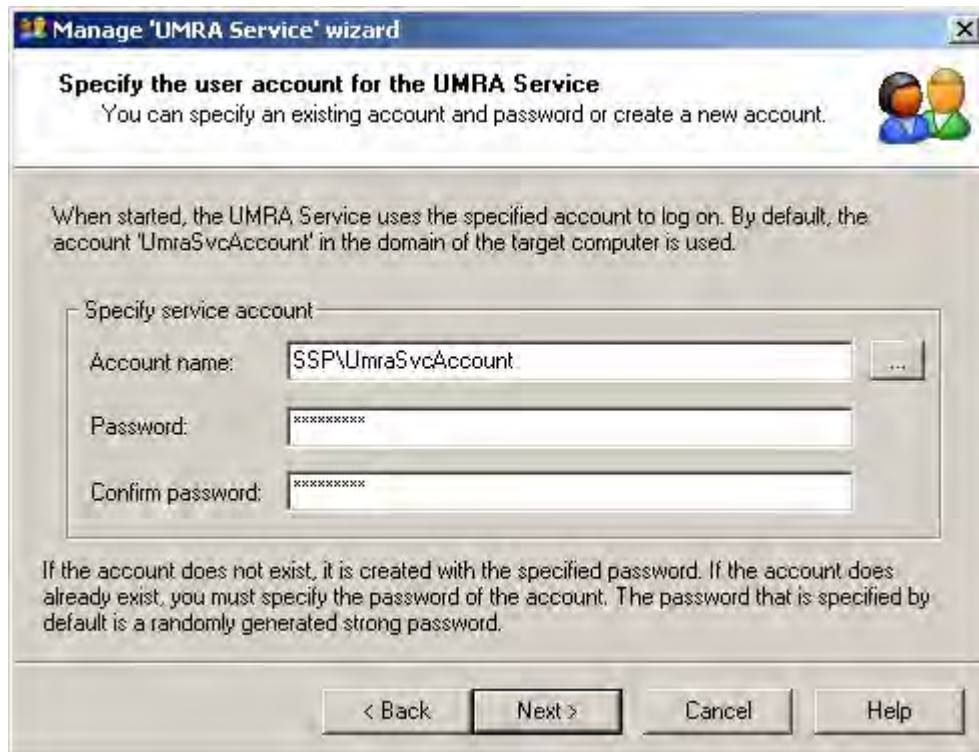 Manage 'UMRA Service' wizard
Specify the user account for the UMRA Service
You can specify an existing account and password or create a new account.
When started, the UMRA Service uses the specified account to log on. By default, the
account 'UmraSvcAccount' in the domain of the target computer is used.
Specify service account
Account name:
SSP\UmraSvcAccount
...
Password:
×××××××××
Confirm password:
×××××××××
If the account does not exist, it is created with the specified password. If the account does
already exist, you must specify the password of the account. The password that is specified by
default is a randomly generated strong password.
< Back
Next >
Cancel
Help